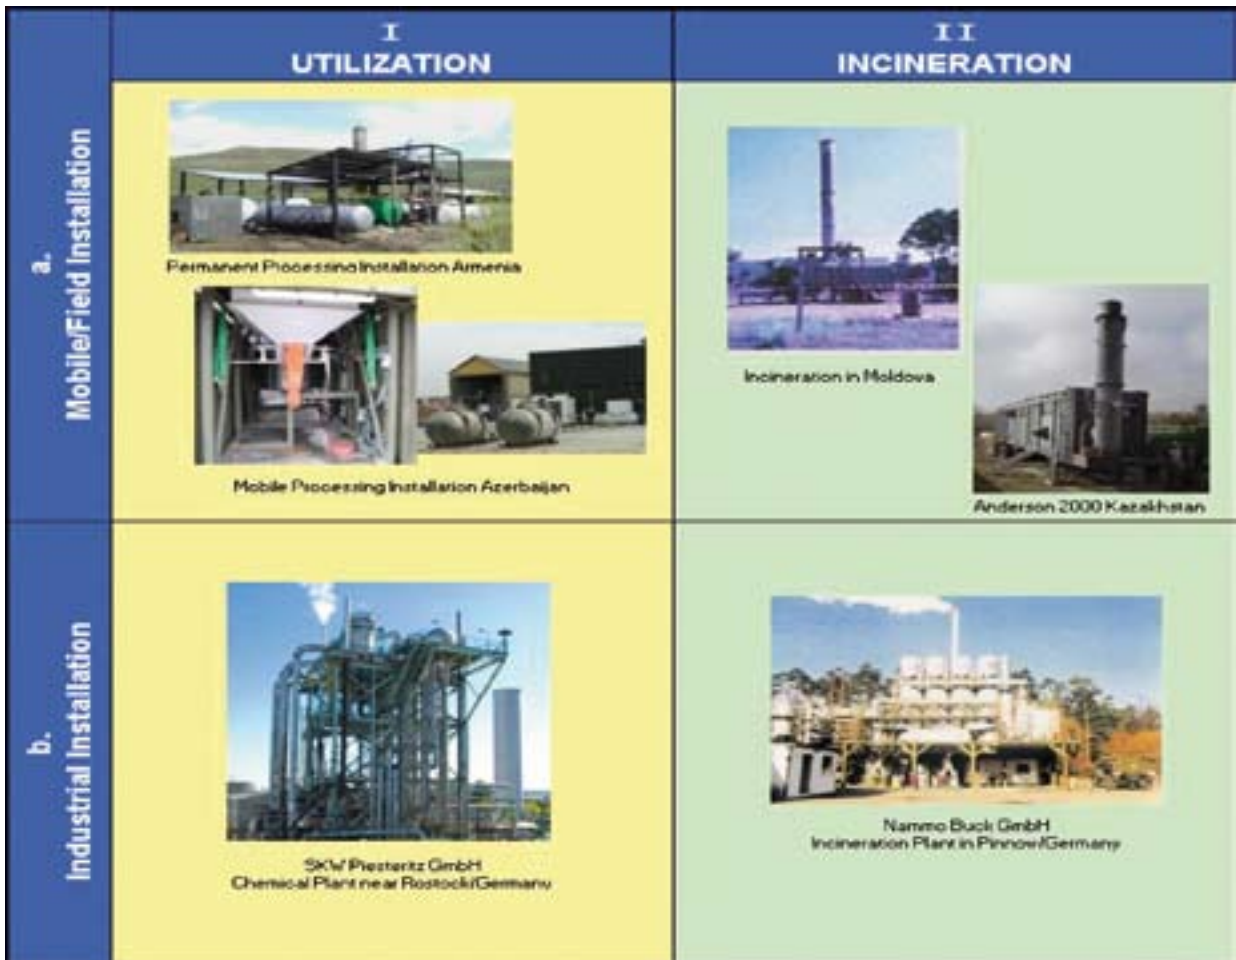 I
UTILIZATION
II
INCINERATION
a.
Mobile/Field Installation
Permanent Processing Installation Armenia
Mobile Processing Installation Azerbaijan
Incineration in Moldova
Anderson 2000 Kazakhstan
b.
Industrial Installation
SKW Piesteritz GmbH
Chemical Plant near Rostock/Germany
Nammo Buck GmbH
Incineration Plant in Pinnow/Germany